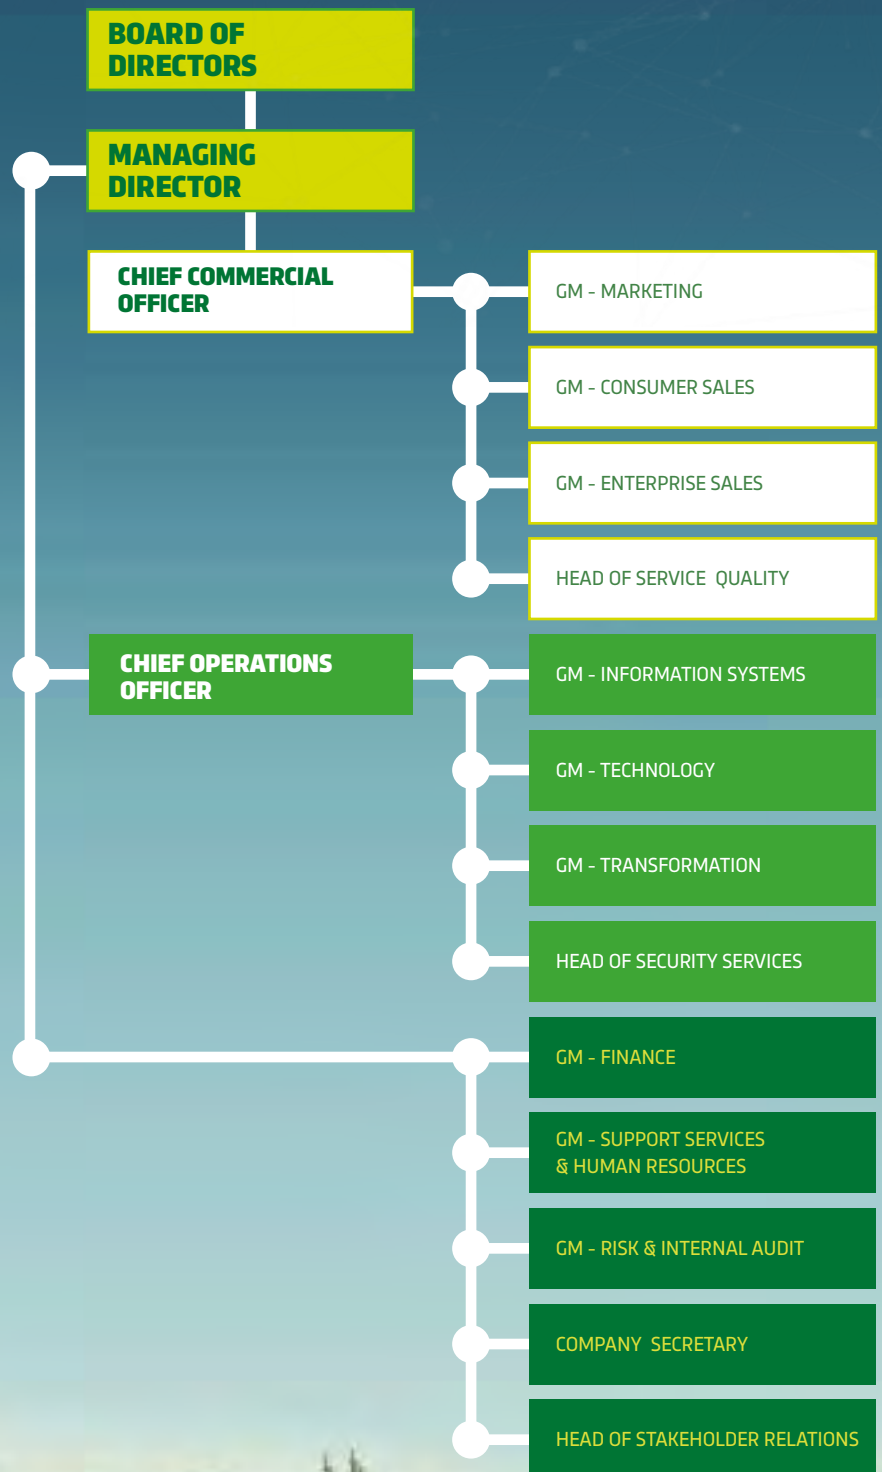 BOARD OF
DIRECTORS
MANAGING
DIRECTOR
CHIEF COMMERCIAL
OFFICER
GM - MARKETING
GM - CONSUMER SALES
GM - ENTERPRISE SALES
HEAD OF SERVICE QUALITY
CHIEF OPERATIONS
OFFICER
GM - INFORMATION SYSTEMS
GM - TECHNOLOGY
GM - TRANSFORMATION
HEAD OF SECURITY SERVICES
GM - FINANCE
GM - SUPPORT SERVICES
& HUMAN RESOURCES
GM - RISK & INTERNAL AUDIT
COMPANY SECRETARY
HEAD OF STAKEHOLDER RELATIONS